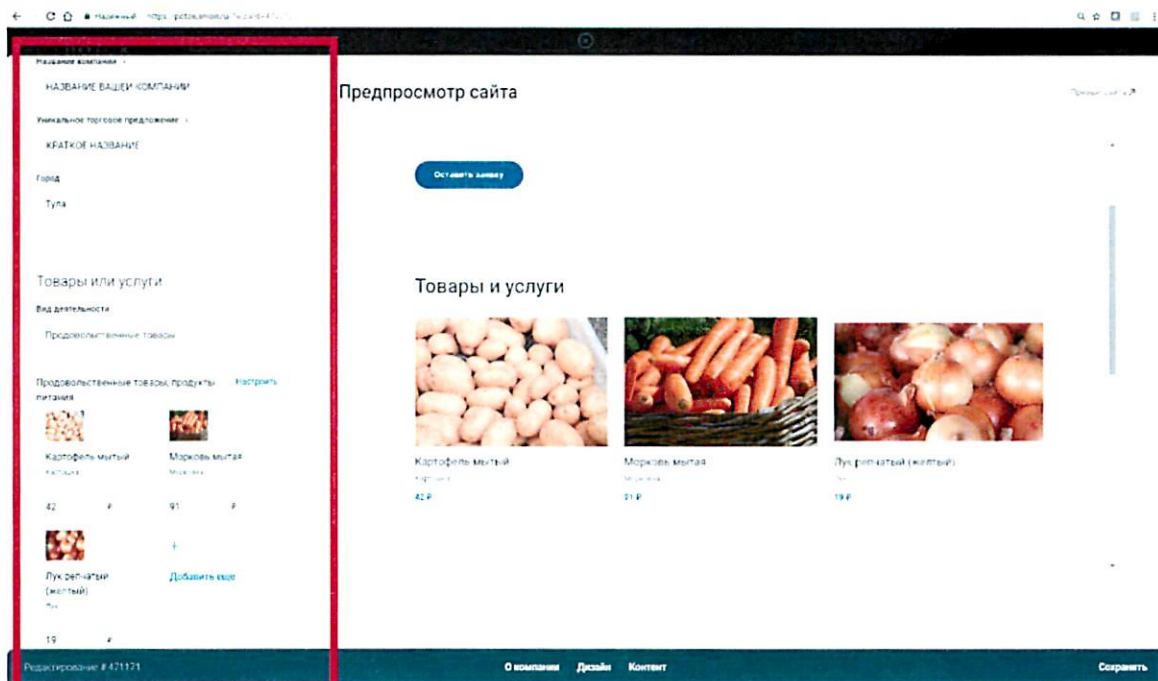 Название компании
НАЗВАНИЕ ВАШЕЙ КОМПАНИИ
Уникальное торговое предложение
КРАТКОЕ НАЗВАНИЕ
Город
Тула
Товары или услуги
Вид деятельности
Продовольственные товары
Продовольственные товары, продукты питания
Настроить
Картофель мытый
Морковь мытая
42 ₽
91 ₽
Лук репчатый
(желтый)
+
Добавить еще
19 ₽
Предпросмотр сайта
Оставить заявку
Товары и услуги
Картофель мытый
42 ₽
Морковь мытая
91 ₽
Лук репчатый (желтый)
19 ₽
Редактирование # 471171
О компании Дизайн Контент
Сохранить